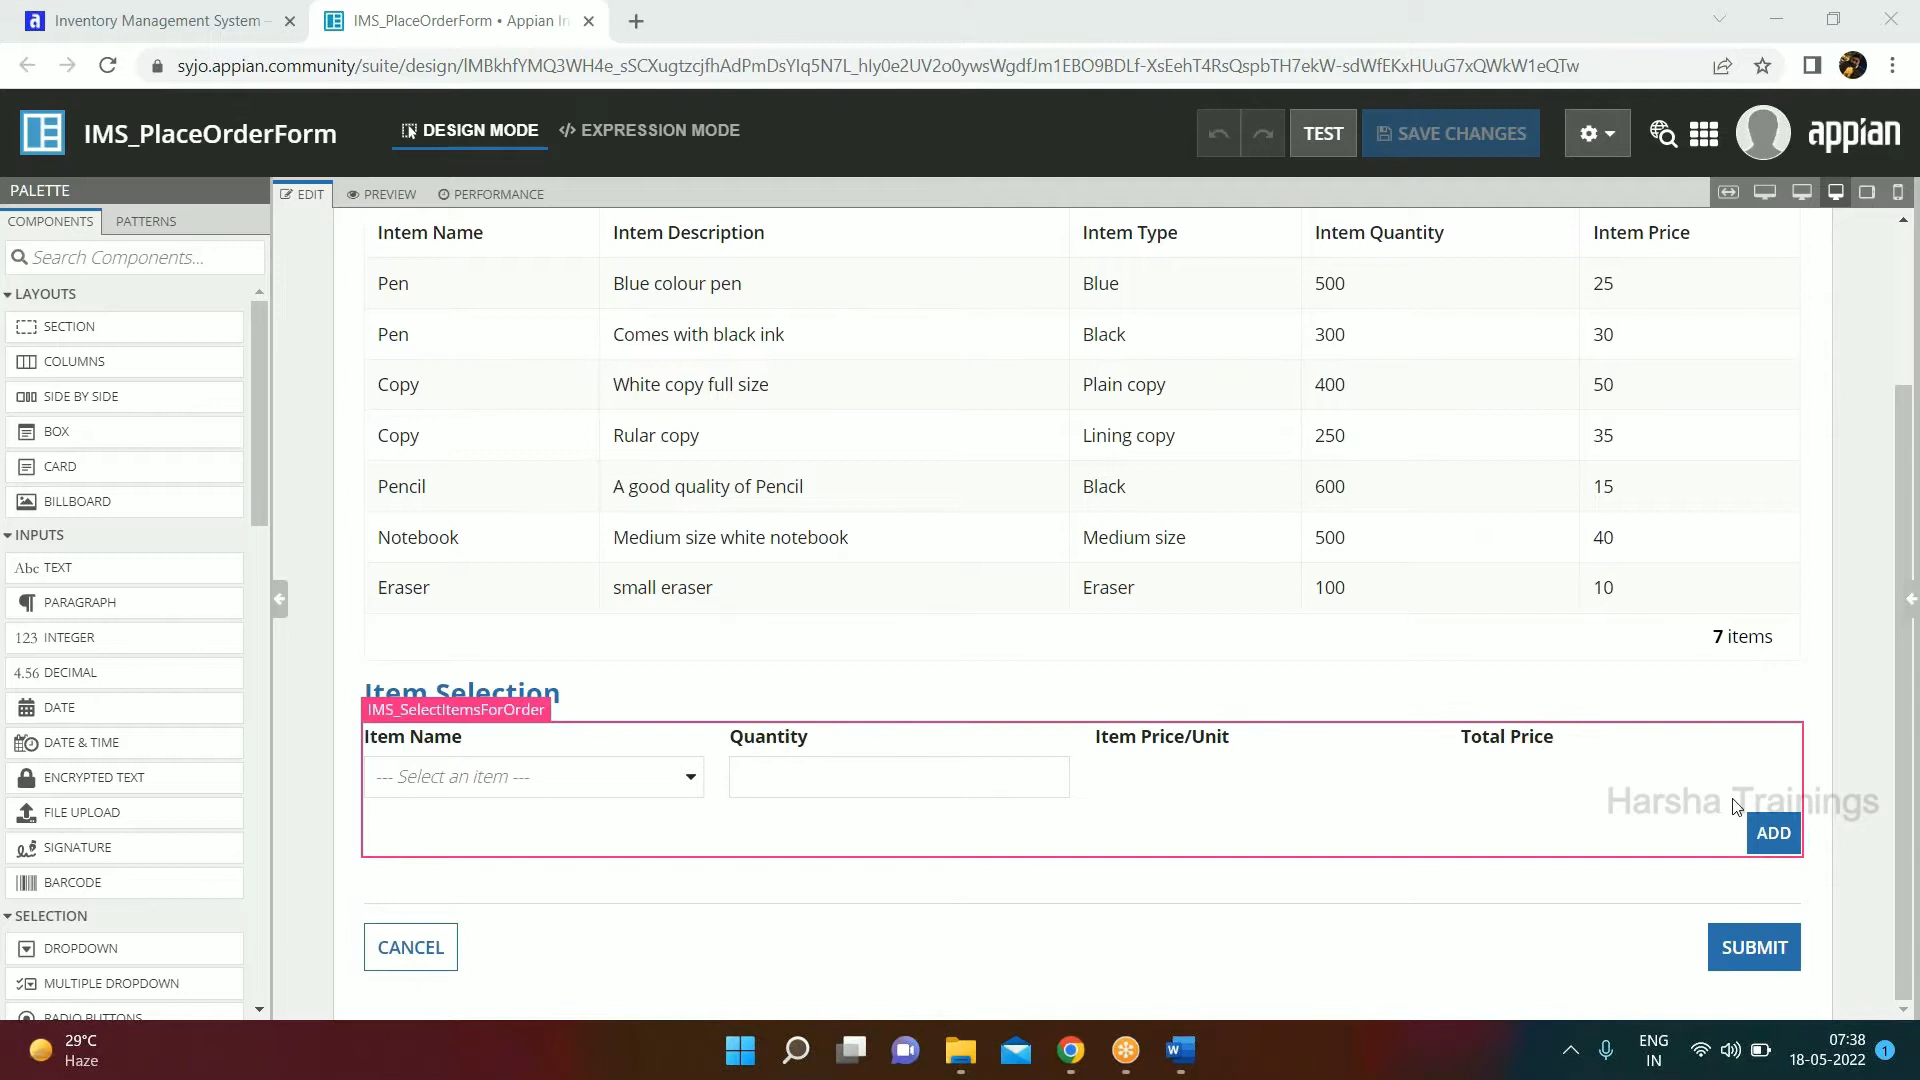 Inventory Management System -
IMS_PlaceOrderForm • Appian In
syjo.appian.community/suite/design/lMBkhfYMQ3WH4e_sSCXugtzcjfhAdPmDsYIq5N7L_hIy0e2UV2o0ywsWgdfJm1EBO9BDLf-XsEehT4RsQspbTH7ekW-sdWfEKxHUuG7xQWkW1eQTw
IMS_PlaceOrderForm
DESIGN MODE
EXPRESSION MODE
TEST
SAVE CHANGES
appian
PALETTE
EDIT
PREVIEW
PERFORMANCE
COMPONENTS
PATTERNS
Search Components...
LAYOUTS
SECTION
COLUMNS
SIDE BY SIDE
BOX
CARD
BILLBOARD
INPUTS
Abc TEXT
PARAGRAPH
123 INTEGER
4.56 DECIMAL
DATE
DATE & TIME
ENCRYPTED TEXT
FILE UPLOAD
SIGNATURE
BARCODE
SELECTION
DROPDOWN
MULTIPLE DROPDOWN
RADIO BUTTONS
Intem Name Intem Description Intem Type Intem Quantity Intem Price
Pen Blue colour pen Blue 500 25
Pen Comes with black ink Black 300 30
Copy White copy full size Plain copy 400 50
Copy Rular copy Lining copy 250 35
Pencil A good quality of Pencil Black 600 15
Notebook Medium size white notebook Medium size 500 40
Eraser small eraser Eraser 100 10
7 items
Item Selection
IMS_SelectItemsForOrder
Item Name Quantity Item Price/Unit Total Price
--- Select an item ---
Harsha Trainings
ADD
CANCEL
SUBMIT
29°C
Haze
ENG
IN
07:38
18-05-2022
1